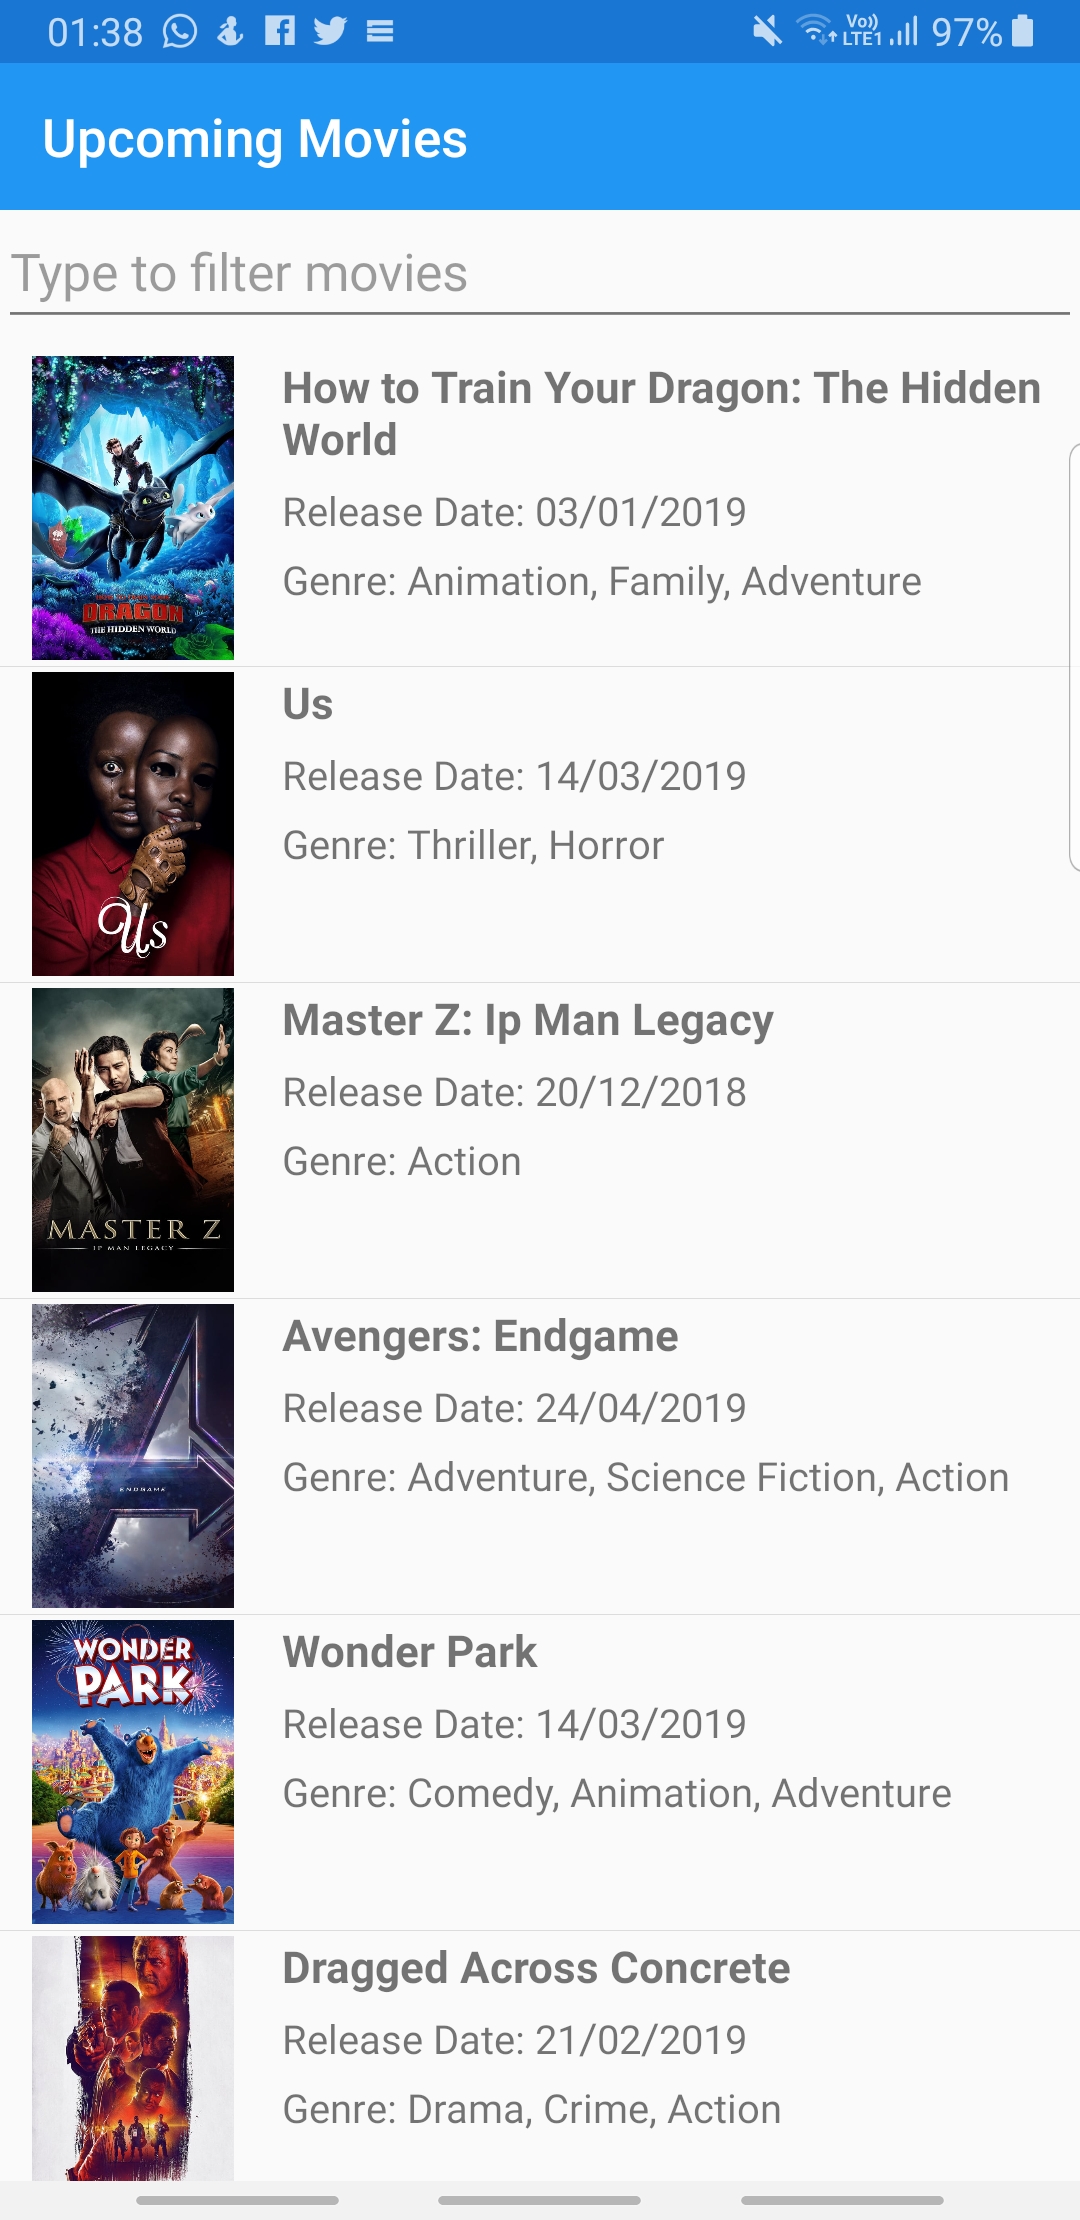 01:38 Vo)) LTE1 97%
Upcoming Movies
Type to filter movies
DRAGON
THE HIDDEN WORLD
How to Train Your Dragon: The Hidden
World
Release Date: 03/01/2019
Genre: Animation, Family, Adventure
Us
Us
Release Date: 14/03/2019
Genre: Thriller, Horror
MASTER Z
IP MAN LEGACY
Master Z: Ip Man Legacy
Release Date: 20/12/2018
Genre: Action
ENDGAME
Avengers: Endgame
Release Date: 24/04/2019
Genre: Adventure, Science Fiction, Action
WONDER
PARK
Wonder Park
Release Date: 14/03/2019
Genre: Comedy, Animation, Adventure
Dragged Across Concrete
Release Date: 21/02/2019
Genre: Drama, Crime, Action